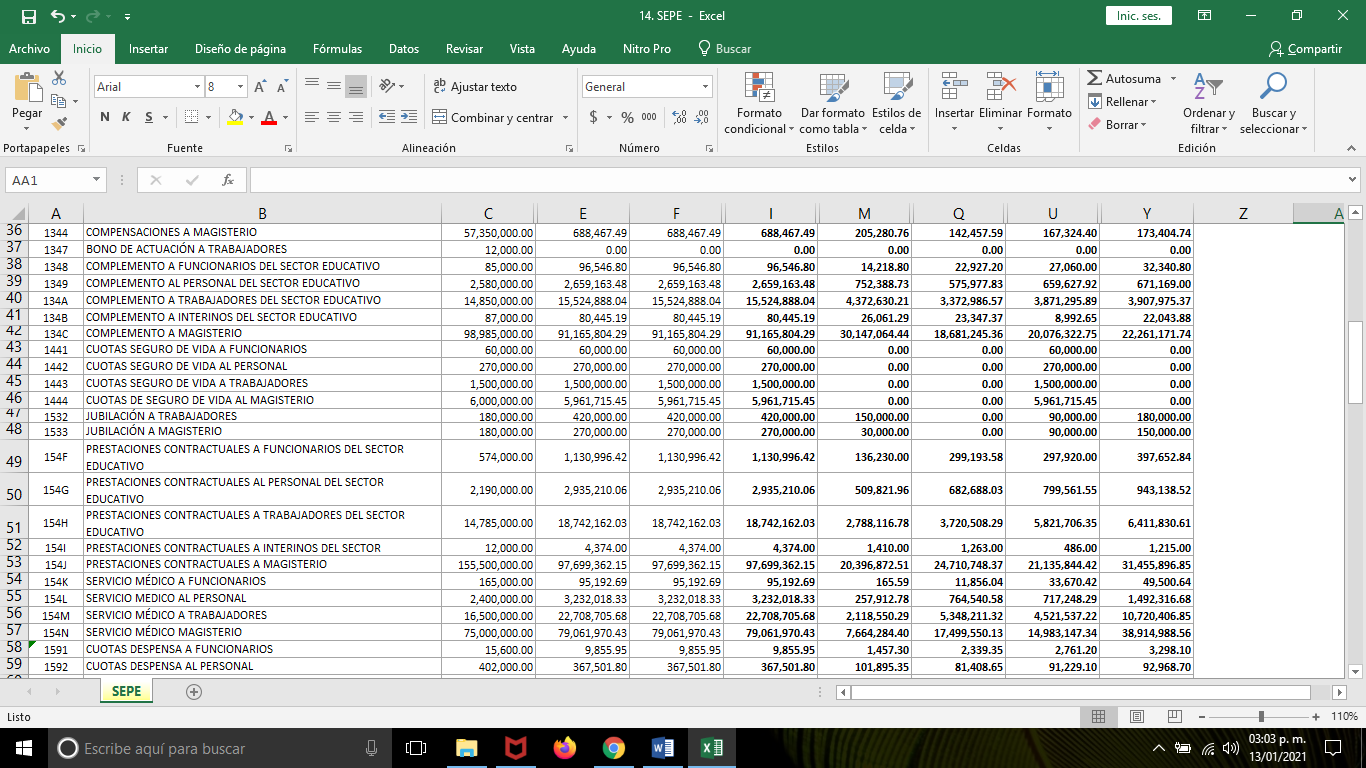 14. SEPE - Excel
Inic. ses.
Archivo Inicio Insertar Diseño de página Fórmulas Datos Revisar Vista Ayuda Nitro Pro Buscar Compartir
Pegar
Portapapeles
Arial 8
N K S
Fuente
Ajustar texto
Combinar y centrar
Alineación
General
$ % 000
Número
Formato condicional
Dar formato como tabla
Estilos de celda
Estilos
Insertar Eliminar Formato
Celdas
Autosuma
Rellenar
Borrar
Ordenar y filtrar
Buscar y seleccionar
Edición
AA1
fx
A B C E F I M Q U Y Z A
36 1344 COMPENSACIONES A MAGISTERIO 57,350,000.00 688,467.49 688,467.49 688,467.49 205,280.76 142,457.59 167,324.40 173,404.74
37 1347 BONO DE ACTUACIÓN A TRABAJADORES 12,000.00 0.00 0.00 0.00 0.00 0.00 0.00 0.00
38 1348 COMPLEMENTO A FUNCIONARIOS DEL SECTOR EDUCATIVO 85,000.00 96,546.80 96,546.80 96,546.80 14,218.80 22,927.20 27,060.00 32,340.80
39 1349 COMPLEMENTO AL PERSONAL DEL SECTOR EDUCATIVO 2,580,000.00 2,659,163.48 2,659,163.48 2,659,163.48 752,388.73 575,977.83 659,627.92 671,169.00
40 134A COMPLEMENTO A TRABAJADORES DEL SECTOR EDUCATIVO 14,850,000.00 15,524,888.04 15,524,888.04 15,524,888.04 4,372,630.21 3,372,986.57 3,871,295.89 3,907,975.37
41 134B COMPLEMENTO A INTERINOS DEL SECTOR EDUCATIVO 87,000.00 80,445.19 80,445.19 80,445.19 26,061.29 23,347.37 8,992.65 22,043.88
42 134C COMPLEMENTO A MAGISTERIO 98,985,000.00 91,165,804.29 91,165,804.29 91,165,804.29 30,147,064.44 18,681,245.36 20,076,322.75 22,261,171.74
43 1441 CUOTAS SEGURO DE VIDA A FUNCIONARIOS 60,000.00 60,000.00 60,000.00 60,000.00 0.00 0.00 60,000.00 0.00
44 1442 CUOTAS SEGURO DE VIDA AL PERSONAL 270,000.00 270,000.00 270,000.00 270,000.00 0.00 0.00 270,000.00 0.00
45 1443 CUOTAS SEGURO DE VIDA A TRABAJADORES 1,500,000.00 1,500,000.00 1,500,000.00 1,500,000.00 0.00 0.00 1,500,000.00 0.00
46 1444 CUOTAS DE SEGURO DE VIDA AL MAGISTERIO 6,000,000.00 5,961,715.45 5,961,715.45 5,961,715.45 0.00 0.00 5,961,715.45 0.00
47 1532 JUBILACIÓN A TRABAJADORES 180,000.00 420,000.00 420,000.00 420,000.00 150,000.00 0.00 90,000.00 180,000.00
48 1533 JUBILACIÓN A MAGISTERIO 180,000.00 270,000.00 270,000.00 270,000.00 30,000.00 0.00 90,000.00 150,000.00
49 154F PRESTACIONES CONTRACTUALES A FUNCIONARIOS DEL SECTOR EDUCATIVO 574,000.00 1,130,996.42 1,130,996.42 1,130,996.42 136,230.00 299,193.58 297,920.00 397,652.84
50 154G PRESTACIONES CONTRACTUALES AL PERSONAL DEL SECTOR EDUCATIVO 2,190,000.00 2,935,210.06 2,935,210.06 2,935,210.06 509,821.96 682,688.03 799,561.55 943,138.52
51 154H PRESTACIONES CONTRACTUALES A TRABAJADORES DEL SECTOR EDUCATIVO 14,785,000.00 18,742,162.03 18,742,162.03 18,742,162.03 2,788,116.78 3,720,508.29 5,821,706.35 6,411,830.61
52 154I PRESTACIONES CONTRACTUALES A INTERINOS DEL SECTOR 12,000.00 4,374.00 4,374.00 4,374.00 1,410.00 1,263.00 486.00 1,215.00
53 154J PRESTACIONES CONTRACTUALES A MAGISTERIO 155,500,000.00 97,699,362.15 97,699,362.15 97,699,362.15 20,396,872.51 24,710,748.37 21,135,844.42 31,455,896.85
54 154K SERVICIO MÉDICO A FUNCIONARIOS 165,000.00 95,192.69 95,192.69 95,192.69 165.59 11,856.04 33,670.42 49,500.64
55 154L SERVICIO MEDICO AL PERSONAL 2,400,000.00 3,232,018.33 3,232,018.33 3,232,018.33 257,912.78 764,540.58 717,248.29 1,492,316.68
56 154M SERVICIO MÉDICO A TRABAJADORES 16,500,000.00 22,708,705.68 22,708,705.68 22,708,705.68 2,118,550.29 5,348,211.32 4,521,537.22 10,720,406.85
57 154N SERVICIO MÉDICO MAGISTERIO 75,000,000.00 79,061,970.43 79,061,970.43 79,061,970.43 7,664,284.40 17,499,550.13 14,983,147.34 38,914,988.56
58 1591 CUOTAS DESPENSA A FUNCIONARIOS 15,600.00 9,855.95 9,855.95 9,855.95 1,457.30 2,339.35 2,761.20 3,298.10
59 1592 CUOTAS DESPENSA AL PERSONAL 402,000.00 367,501.80 367,501.80 367,501.80 101,895.35 81,408.65 91,229.10 92,968.70
SEPE
Listo
110%
Escribe aquí para buscar
03:03 p. m.
13/01/2021